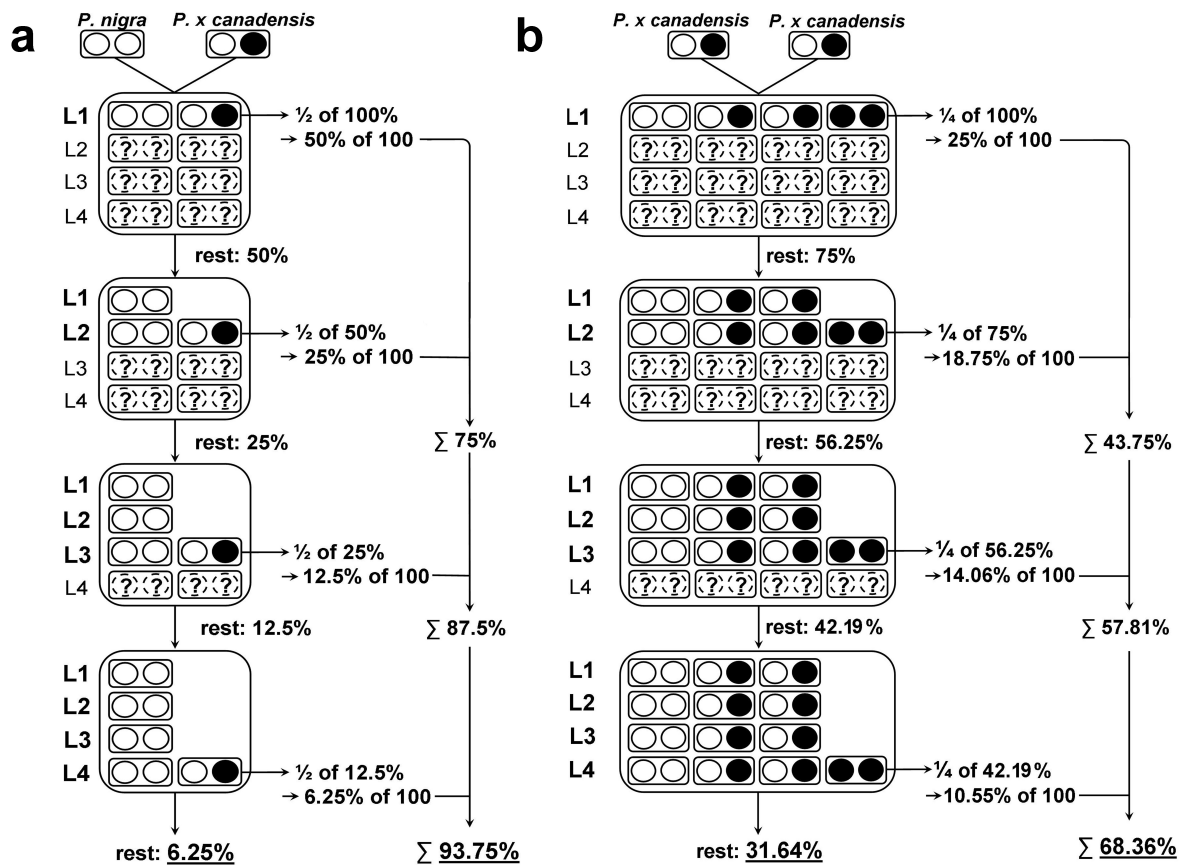 a
P. nigra P. x canadensis
L1 ½ of 100%
→ 50% of 100
L2 ? ? ? ?
L3 ? ? ? ?
L4 ? ? ? ?
rest: 50%
L1
L2 ½ of 50%
→ 25% of 100
L3 ? ? ? ?
L4 ? ? ? ?
rest: 25%
∑ 75%
L1
L2
L3 ½ of 25%
→ 12.5% of 100
L4 ? ? ? ?
rest: 12.5%
∑ 87.5%
L1
L2
L3
L4 ½ of 12.5%
→ 6.25% of 100
rest: 6.25%
∑ 93.75%
b
P. x canadensis P. x canadensis
L1 ¼ of 100%
→ 25% of 100
L2 ? ? ? ? ? ? ? ?
L3 ? ? ? ? ? ? ? ?
L4 ? ? ? ? ? ? ? ?
rest: 75%
L1
L2 ¼ of 75%
→18.75% of 100
L3 ? ? ? ? ? ? ? ?
L4 ? ? ? ? ? ? ? ?
rest: 56.25%
∑ 43.75%
L1
L2
L3 ¼ of 56.25%
→14.06% of 100
L4 ? ? ? ? ? ? ? ?
rest: 42.19%
∑ 57.81%
L1
L2
L3
L4 ¼ of 42.19%
→10.55% of 100
rest: 31.64%
∑ 68.36%